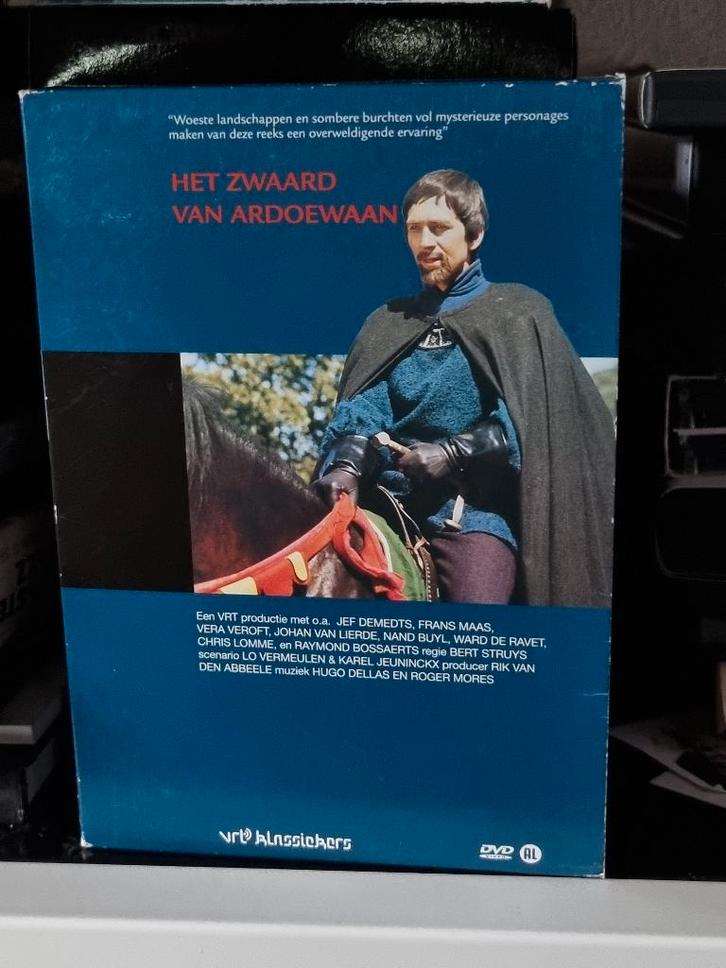 “Woeste landschappen en sombere burchten vol mysterieuze personages
maken van deze reeks een overweldigende ervaring”
HET ZWAARD
VAN ARDOEWAAN
Een VRT productie met o.a. JEF DEMEDTS, FRANS MAAS,
VERA VEROFT, JOHAN VAN LIERDE, NAND BUYL, WARD DE RAVET,
CHRIS LOMME, en RAYMOND BOSSAERTS regie BERT STRUYS
scenario LO VERMEULEN & KAREL JEUNINCKX producer RIK VAN
DEN ABBEELE muziek HUGO DELLAS EN ROGER MORES
vrt klassiekers
DVD
VIDEO
AL